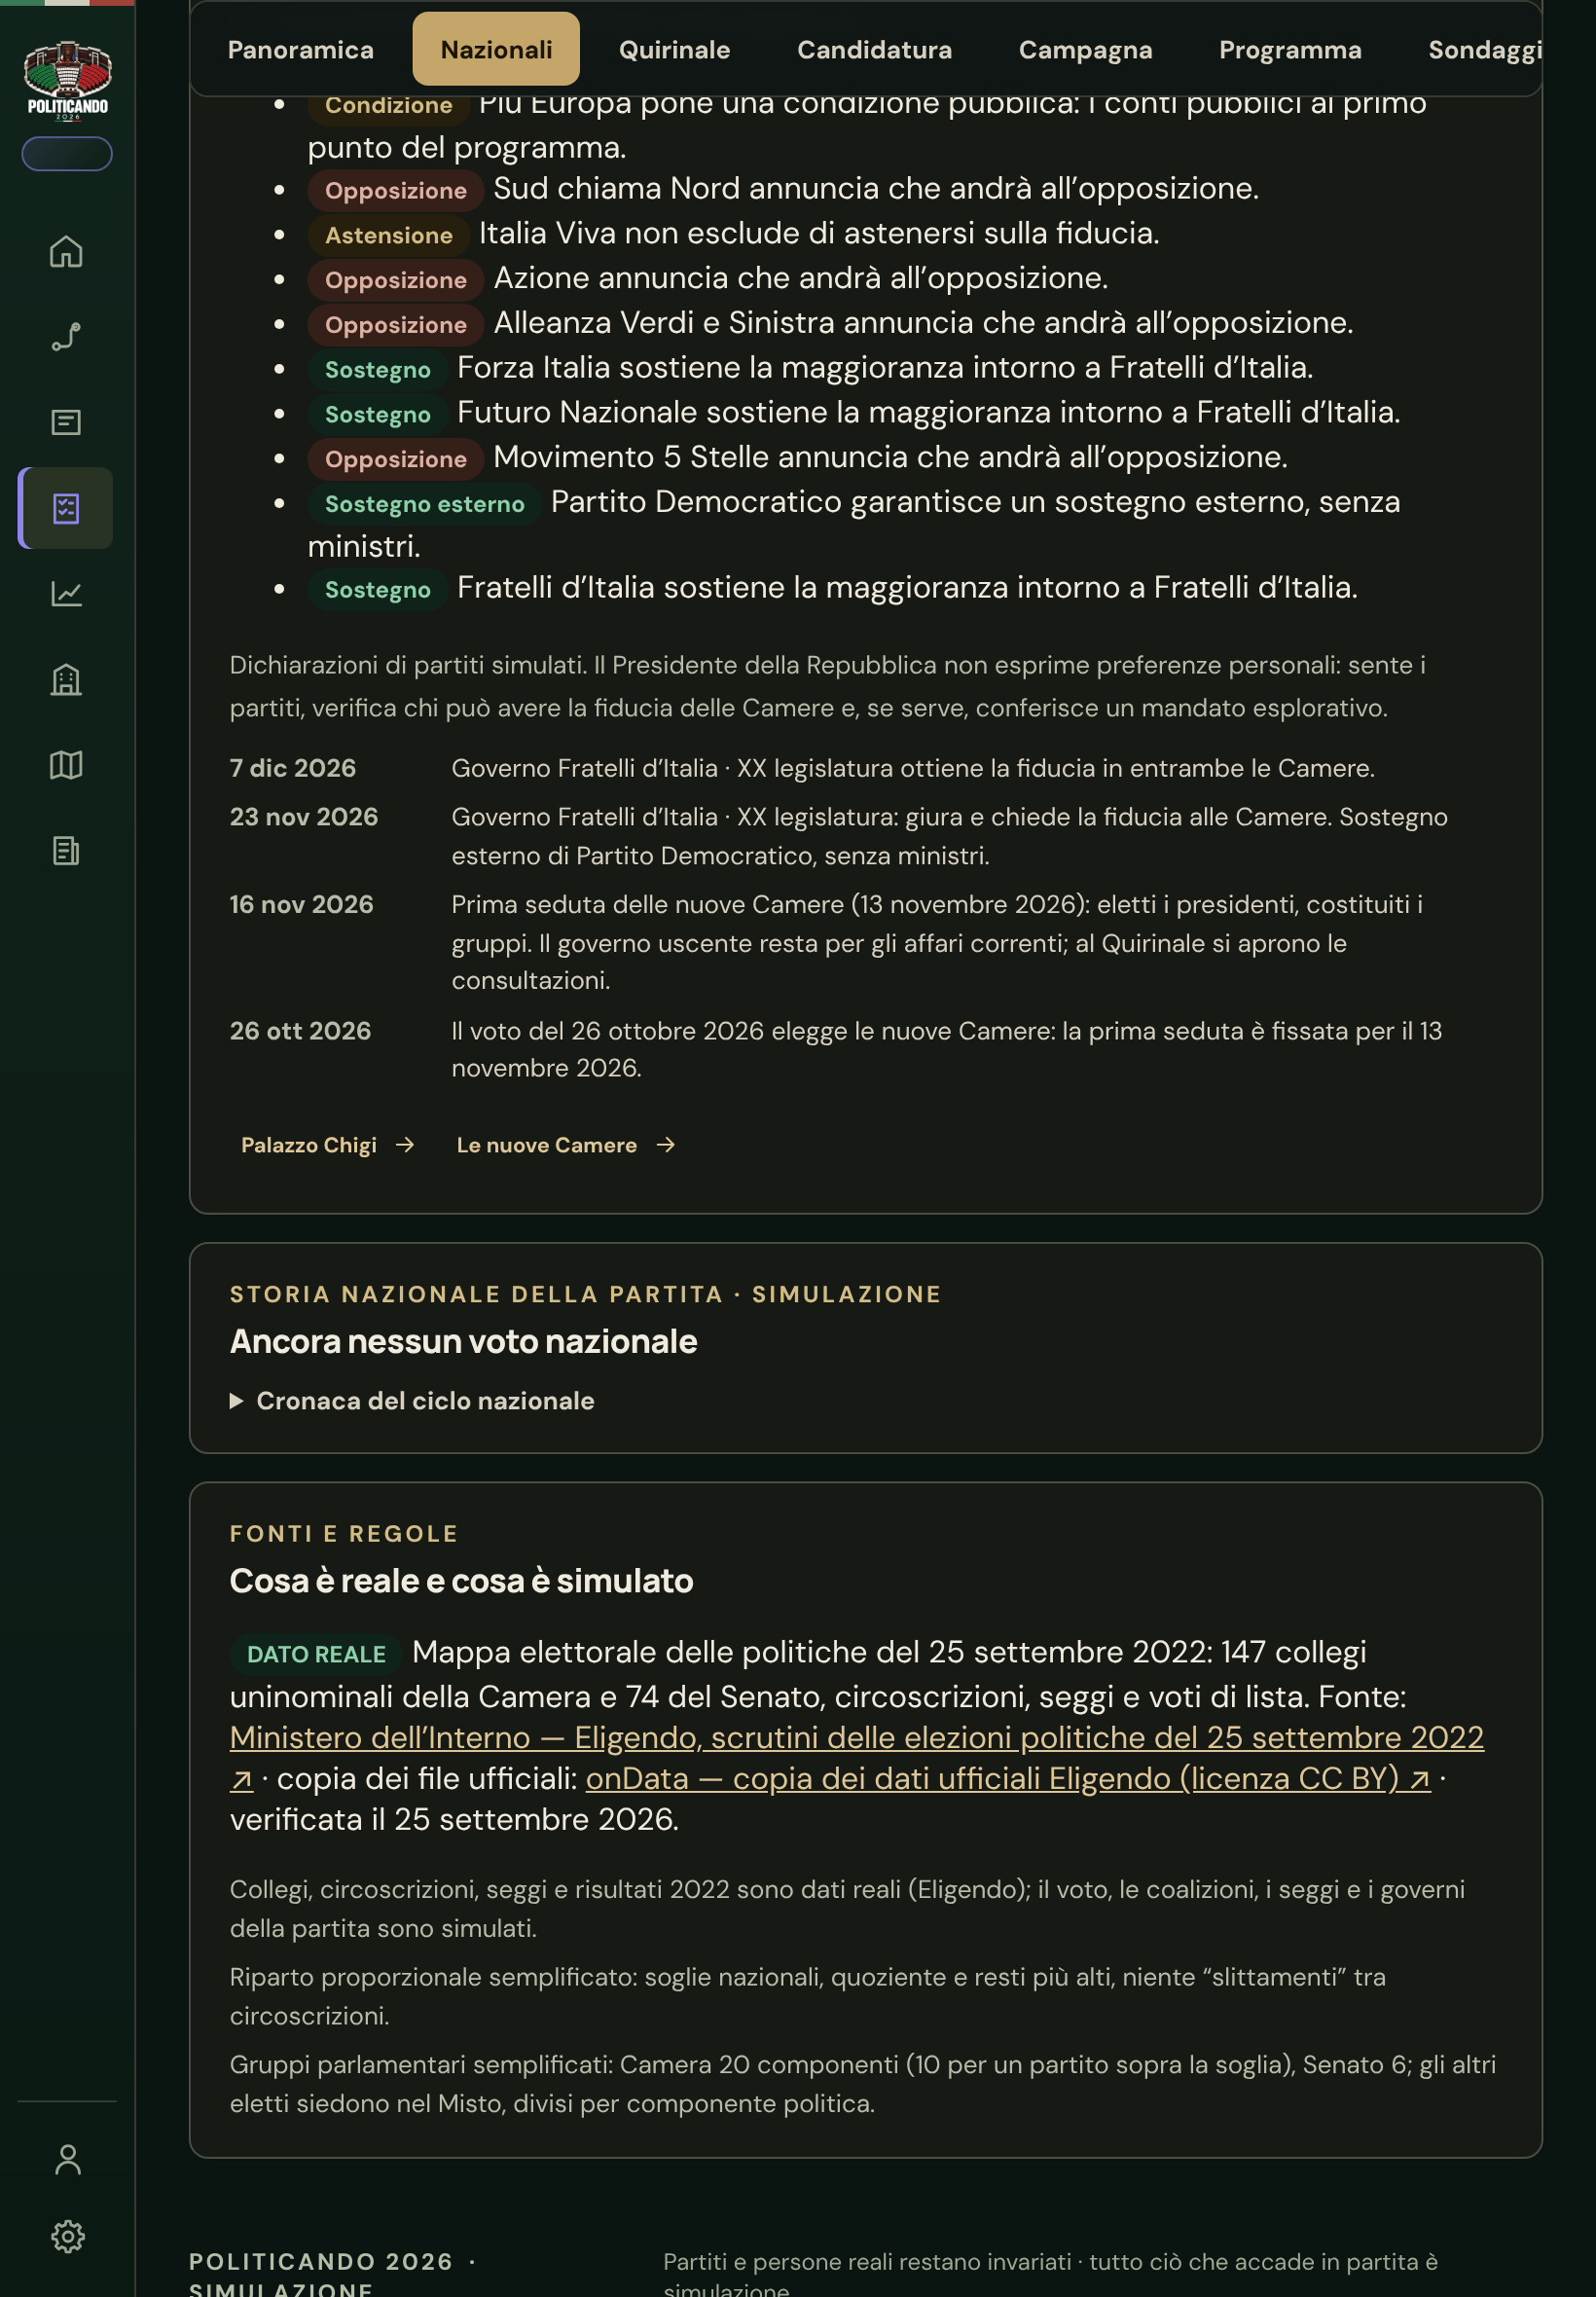 Panoramica Nazionali Quirinale Candidatura Campagna Programma Sondaggi
POLITICANDO
2026
Condizione Più Europa pone una condizione pubblica: i conti pubblici al primo
punto del programma.
Opposizione Sud chiama Nord annuncia che andrà all’opposizione.
Astensione Italia Viva non esclude di astenersi sulla fiducia.
Opposizione Azione annuncia che andrà all’opposizione.
Opposizione Alleanza Verdi e Sinistra annuncia che andrà all’opposizione.
Sostegno Forza Italia sostiene la maggioranza intorno a Fratelli d’Italia.
Sostegno Futuro Nazionale sostiene la maggioranza intorno a Fratelli d’Italia.
Opposizione Movimento 5 Stelle annuncia che andrà all’opposizione.
Sostegno esterno Partito Democratico garantisce un sostegno esterno, senza
ministri.
Sostegno Fratelli d’Italia sostiene la maggioranza intorno a Fratelli d’Italia.
Dichiarazioni di partiti simulati. Il Presidente della Repubblica non esprime preferenze personali: sente i
partiti, verifica chi può avere la fiducia delle Camere e, se serve, conferisce un mandato esplorativo.
7 dic 2026 Governo Fratelli d’Italia · XX legislatura ottiene la fiducia in entrambe le Camere.
23 nov 2026 Governo Fratelli d’Italia · XX legislatura: giura e chiede la fiducia alle Camere. Sostegno
esterno di Partito Democratico, senza ministri.
16 nov 2026 Prima seduta delle nuove Camere (13 novembre 2026): eletti i presidenti, costituiti i
gruppi. Il governo uscente resta per gli affari correnti; al Quirinale si aprono le
consultazioni.
26 ott 2026 Il voto del 26 ottobre 2026 elegge le nuove Camere: la prima seduta è fissata per il 13
novembre 2026.
Palazzo Chigi → Le nuove Camere →
STORIA NAZIONALE DELLA PARTITA · SIMULAZIONE
Ancora nessun voto nazionale
▶ Cronaca del ciclo nazionale
FONTI E REGOLE
Cosa è reale e cosa è simulato
DATO REALE Mappa elettorale delle politiche del 25 settembre 2022: 147 collegi
uninominali della Camera e 74 del Senato, circoscrizioni, seggi e voti di lista. Fonte:
Ministero dell’Interno — Eligendo, scrutini delle elezioni politiche del 25 settembre 2022
↗ · copia dei file ufficiali: onData — copia dei dati ufficiali Eligendo (licenza CC BY) ↗ ·
verificata il 25 settembre 2026.
Collegi, circoscrizioni, seggi e risultati 2022 sono dati reali (Eligendo); il voto, le coalizioni, i seggi e i governi
della partita sono simulati.
Riparto proporzionale semplificato: soglie nazionali, quoziente e resti più alti, niente “slittamenti” tra
circoscrizioni.
Gruppi parlamentari semplificati: Camera 20 componenti (10 per un partito sopra la soglia), Senato 6; gli altri
eletti siedono nel Misto, divisi per componente politica.
POLITICANDO 2026 ·
SIMULAZIONE
Partiti e persone reali restano invariati · tutto ciò che accade in partita è
simulazione